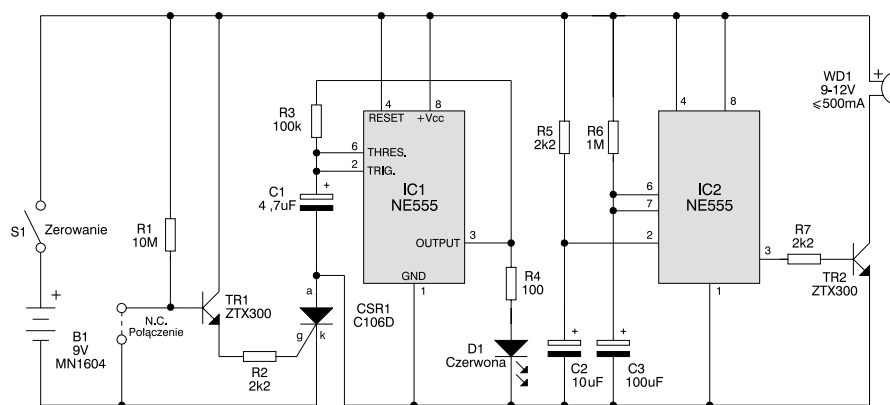 S1
Zerowanie
B1
9V
MN1604
R1
10M
N.C.
Połączenie
TR1
ZTX300
R2
2k2
R3
100k
C1
4 ,7uF
a
g
k
CSR1
C106D
4
8
RESET
+Vcc
6
THRES.
2
TRIG.
IC1
NE555
3
OUTPUT
GND
1
R4
100
D1
Czerwona
R5
2k2
R6
1M
C2
10uF
C3
100uF
4
8
6
7
2
IC2
NE555
3
1
R7
2k2
TR2
ZTX300
WD1
9-12V
≤500mA
+
+
+
+
+